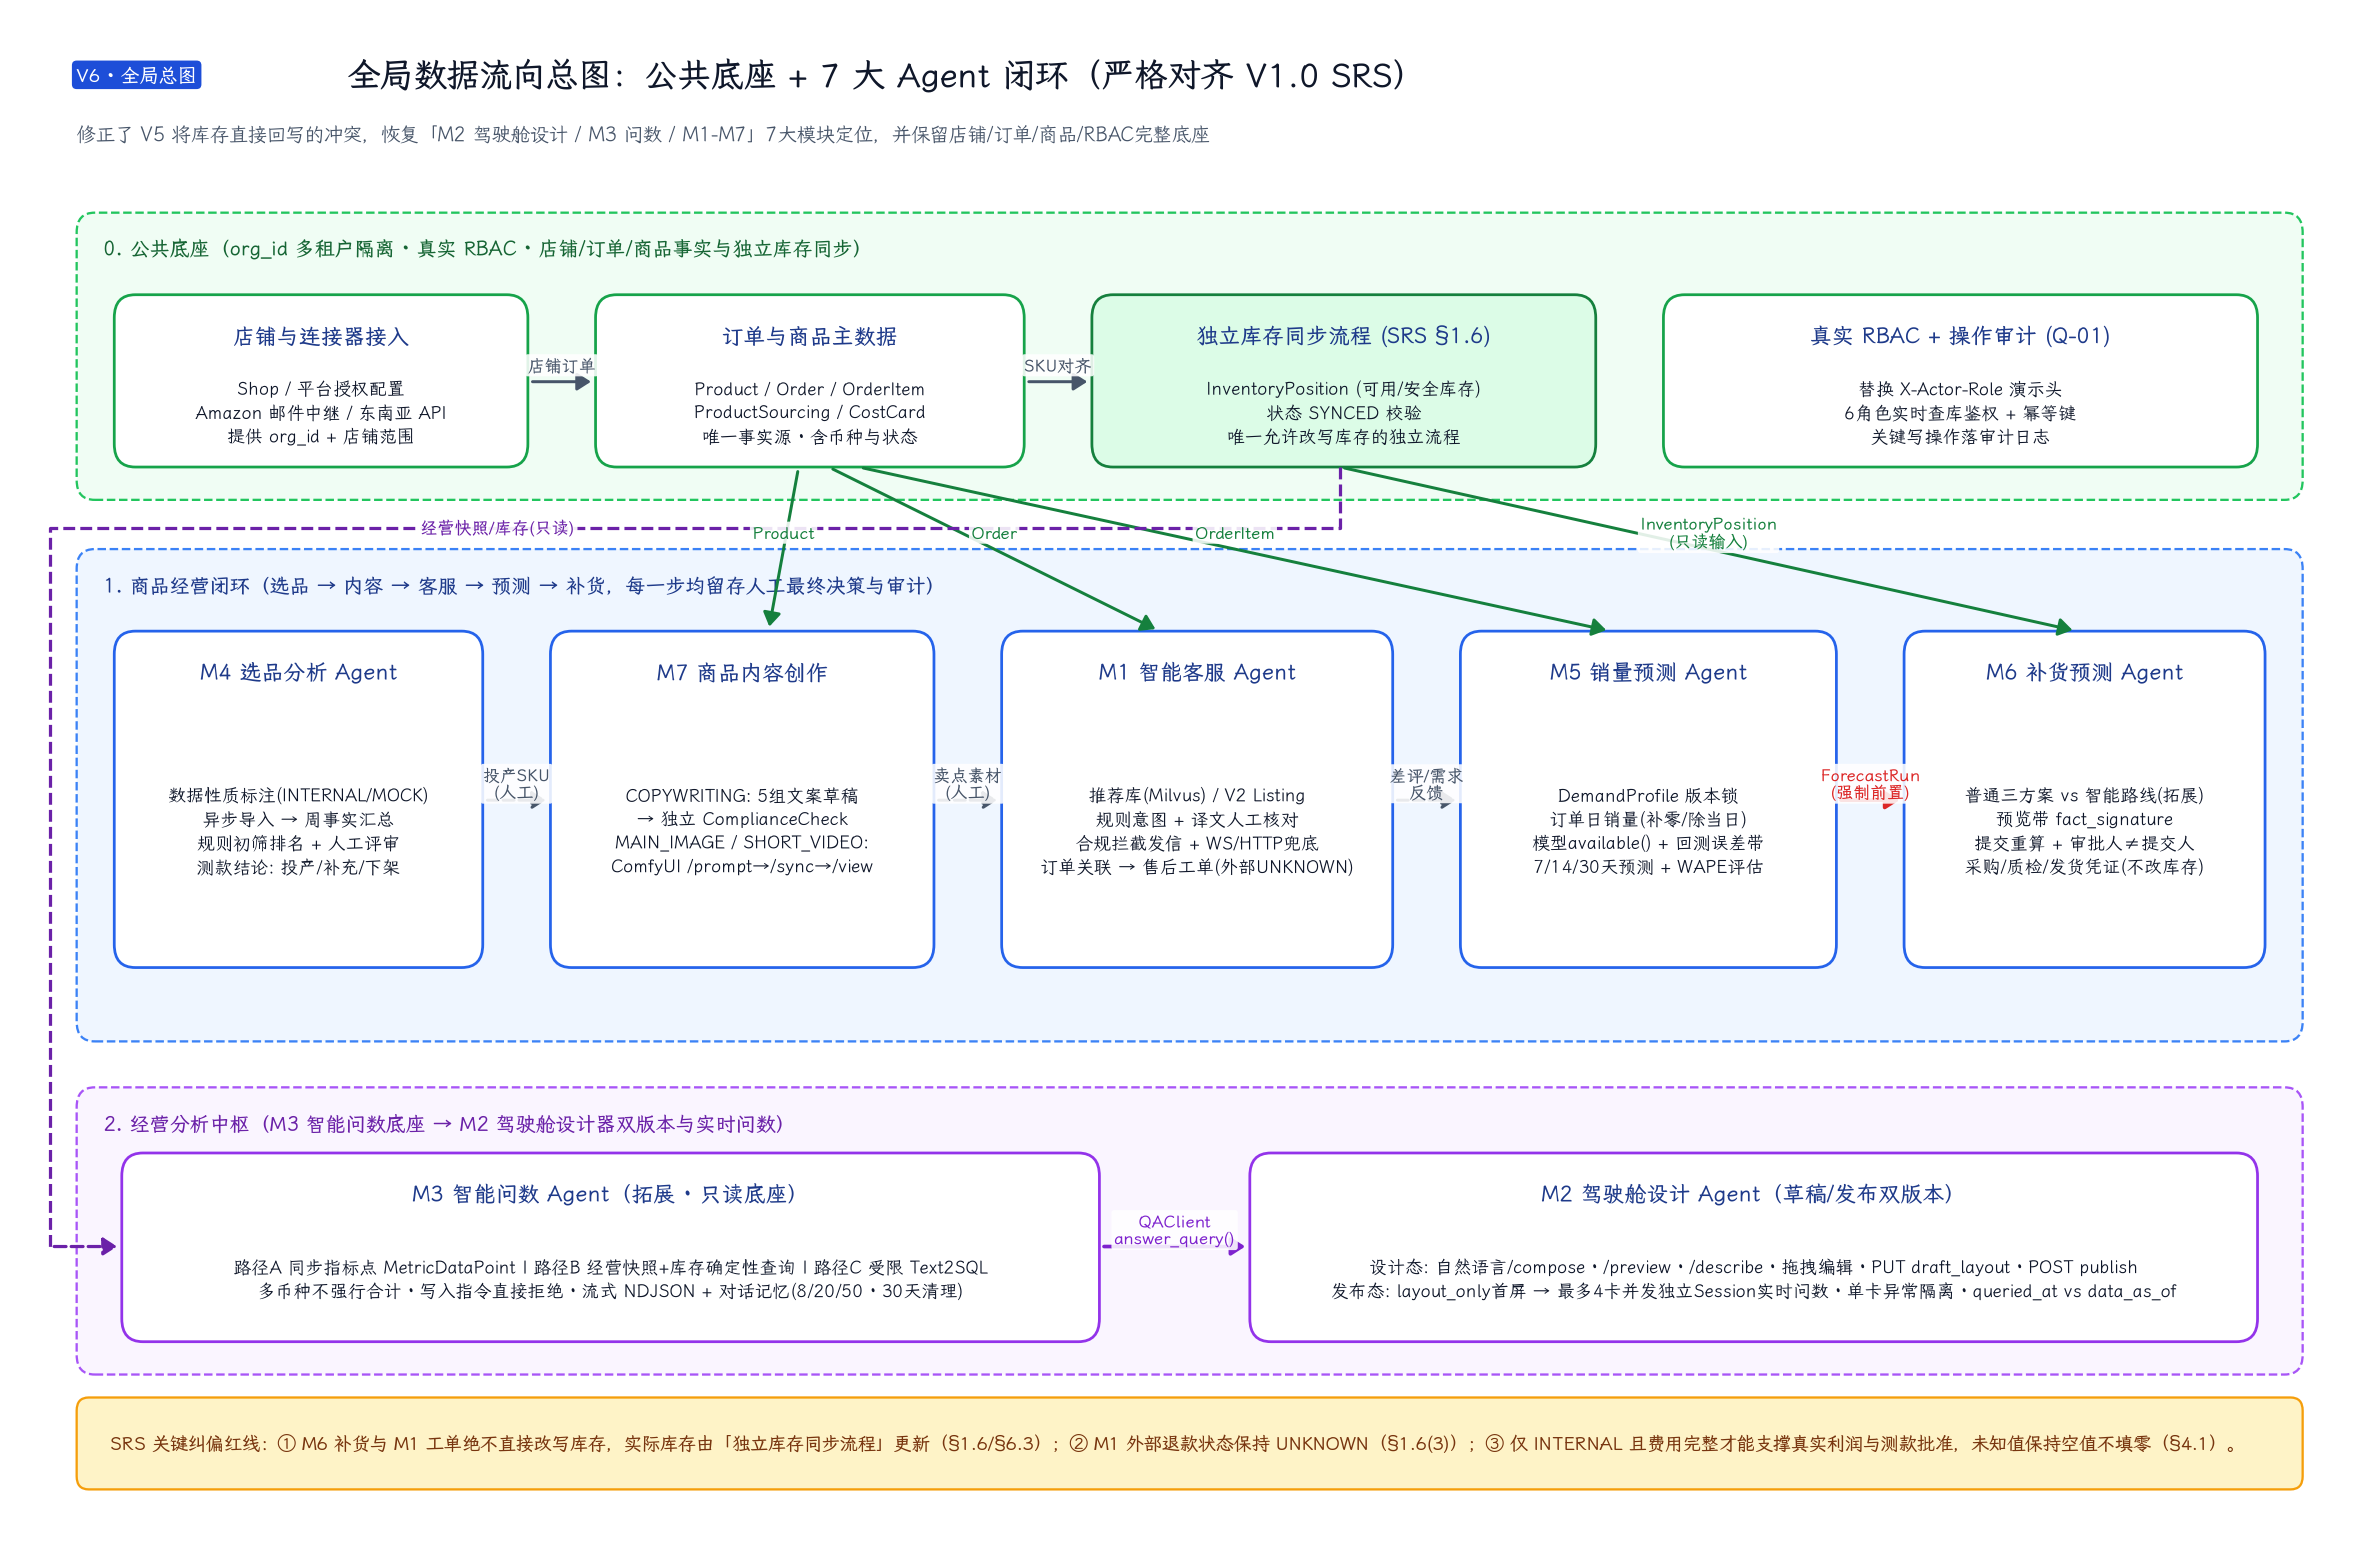 V6 · 全局总图
全局数据流向总图：公共底座 + 7 大 Agent 闭环（严格对齐 V1.0 SRS）
修正了 V5 将库存直接回写的冲突，恢复「M2 驾驶舱设计 / M3 问数 / M1-M7」7大模块定位，并保留店铺/订单/商品/RBAC完整底座
0. 公共底座（org_id 多租户隔离 · 真实 RBAC · 店铺/订单/商品事实与独立库存同步）
店铺与连接器接入
Shop / 平台授权配置
Amazon 邮件中继 / 东南亚 API
提供 org_id + 店铺范围
店铺订单
订单与商品主数据
Product / Order / OrderItem
ProductSourcing / CostCard
唯一事实源 · 含币种与状态
SKU对齐
独立库存同步流程 (SRS §1.6)
InventoryPosition (可用/安全库存)
状态 SYNCED 校验
唯一允许改写库存的独立流程
真实 RBAC + 操作审计 (Q-01)
替换 X-Actor-Role 演示头
6角色实时查库鉴权 + 幂等键
关键写操作落审计日志
经营快照/库存(只读)
Product
Order
OrderItem
InventoryPosition
(只读输入)
1. 商品经营闭环（选品 → 内容 → 客服 → 预测 → 补货，每一步均留存人工最终决策与审计）
M4 选品分析 Agent
数据性质标注(INTERNAL/MOCK)
异步导入 → 周事实汇总
规则初筛排名 + 人工评审
测款结论: 投产/补充/下架
投产SKU
(人工)
M7 商品内容创作
COPYWRITING: 5组文案草稿
→ 独立 ComplianceCheck
MAIN_IMAGE / SHORT_VIDEO:
ComfyUI /prompt→/sync→/view
卖点素材
(人工)
M1 智能客服 Agent
推荐库(Milvus) / V2 Listing
规则意图 + 译文人工核对
合规拦截发信 + WS/HTTP兜底
订单关联 → 售后工单(外部UNKNOWN)
差评/需求
反馈
M5 销量预测 Agent
DemandProfile 版本锁
订单日销量(补零/除当日)
模型available() + 回测误差带
7/14/30天预测 + WAPE评估
ForecastRun
(强制前置)
M6 补货预测 Agent
普通三方案 vs 智能路线(拓展)
预览带 fact_signature
提交重算 + 审批人≠提交人
采购/质检/发货凭证(不改库存)
2. 经营分析中枢（M3 智能问数底座 → M2 驾驶舱设计器双版本与实时问数）
M3 智能问数 Agent（拓展 · 只读底座）
路径A 同步指标点 MetricDataPoint | 路径B 经营快照+库存确定性查询 | 路径C 受限 Text2SQL
多币种不强行合计 · 写入指令直接拒绝 · 流式 NDJSON + 对话记忆(8/20/50 · 30天清理)
QAClient
answer_query()
M2 驾驶舱设计 Agent（草稿/发布双版本）
设计态: 自然语言/compose · /preview · /describe · 拖拽编辑 · PUT draft_layout · POST publish
发布态: layout_only首屏 → 最多4卡并发独立Session实时问数 · 单卡异常隔离 · queried_at vs data_as_of
SRS 关键纠偏红线：① M6 补货与 M1 工单绝不直接改写库存，实际库存由「独立库存同步流程」更新（§1.6/§6.3）；② M1 外部退款状态保持 UNKNOWN（§1.6(3)）；③ 仅 INTERNAL 且费用完整才能支撑真实利润与测款批准，未知值保持空值不填零（§4.1）。